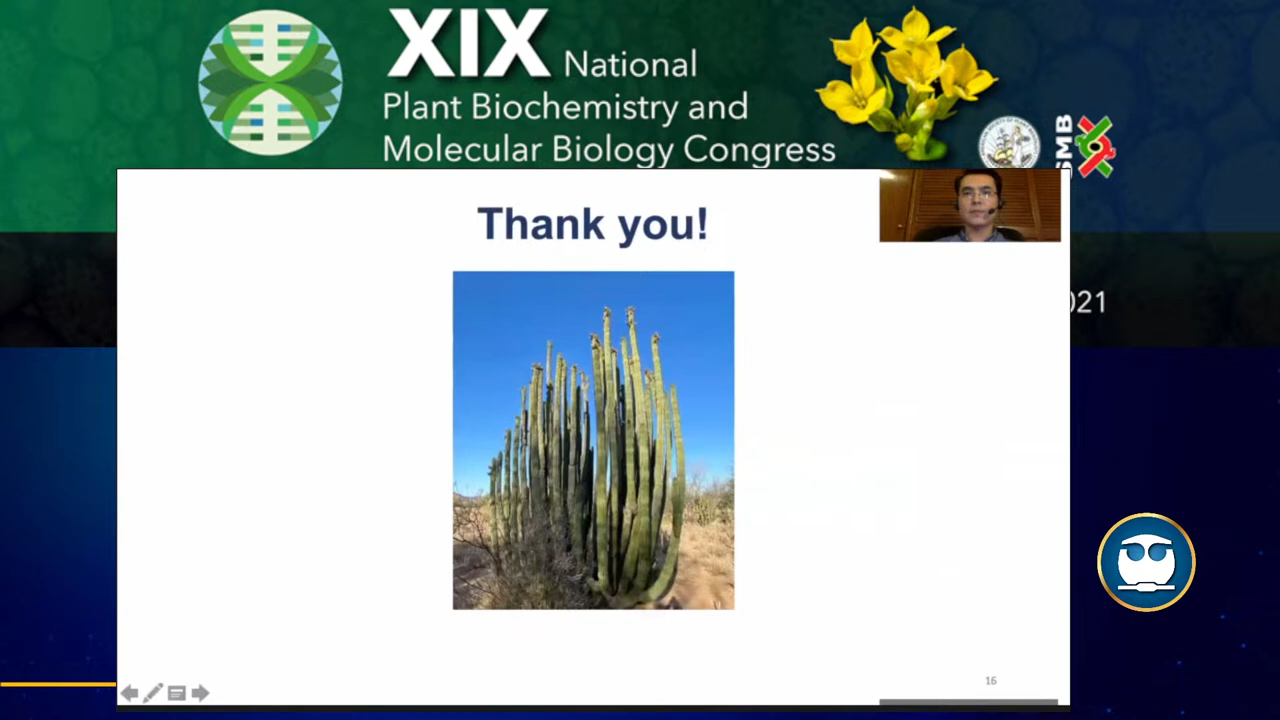 XIX National
Plant Biochemistry and
Molecular Biology Congress
SMB
Thank you!
021
16